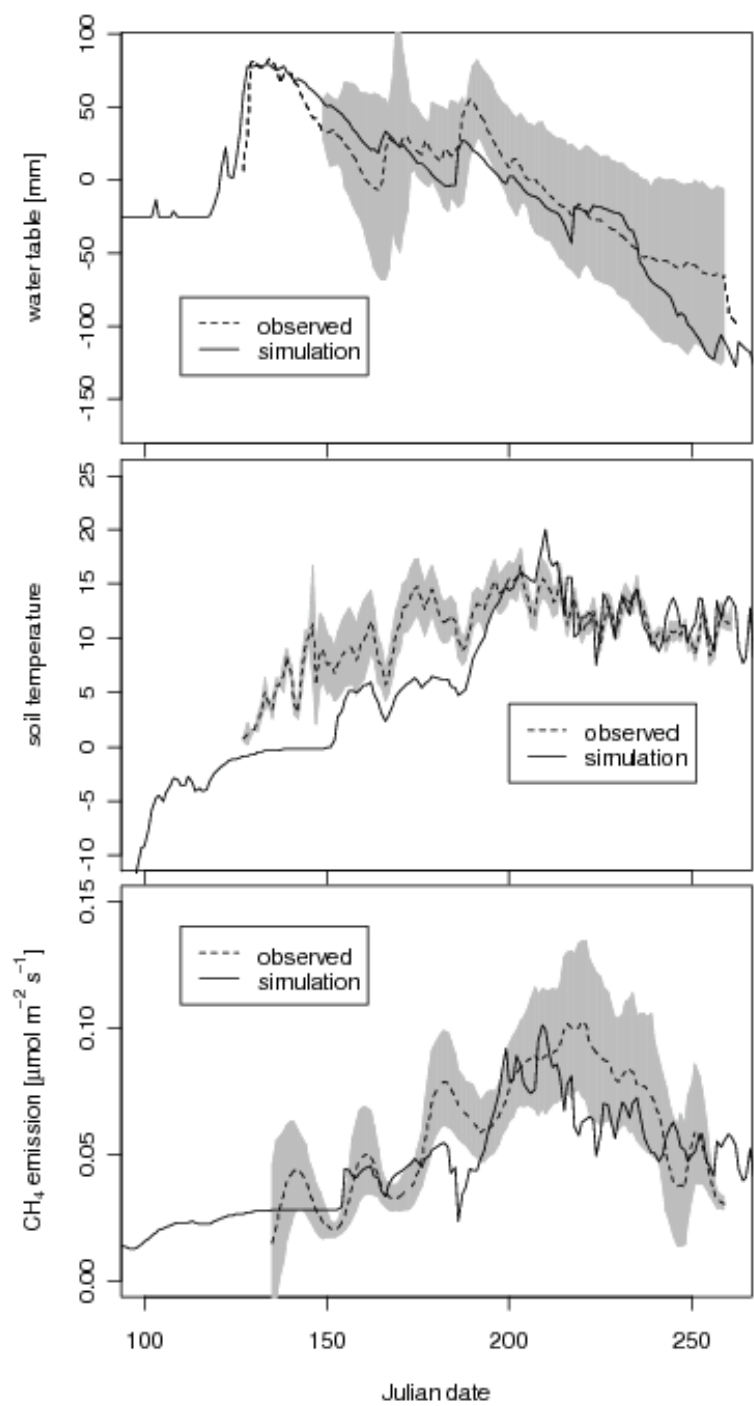 water table [mm]
100
50
0
-50
-100
-150
observed
simulation
soil temperature
25
20
15
10
5
0
-5
-10
observed
simulation
CH₄ emission [μmol m⁻² s⁻¹]
0.15
0.10
0.05
0.00
observed
simulation
100 150 200 250
Julian date